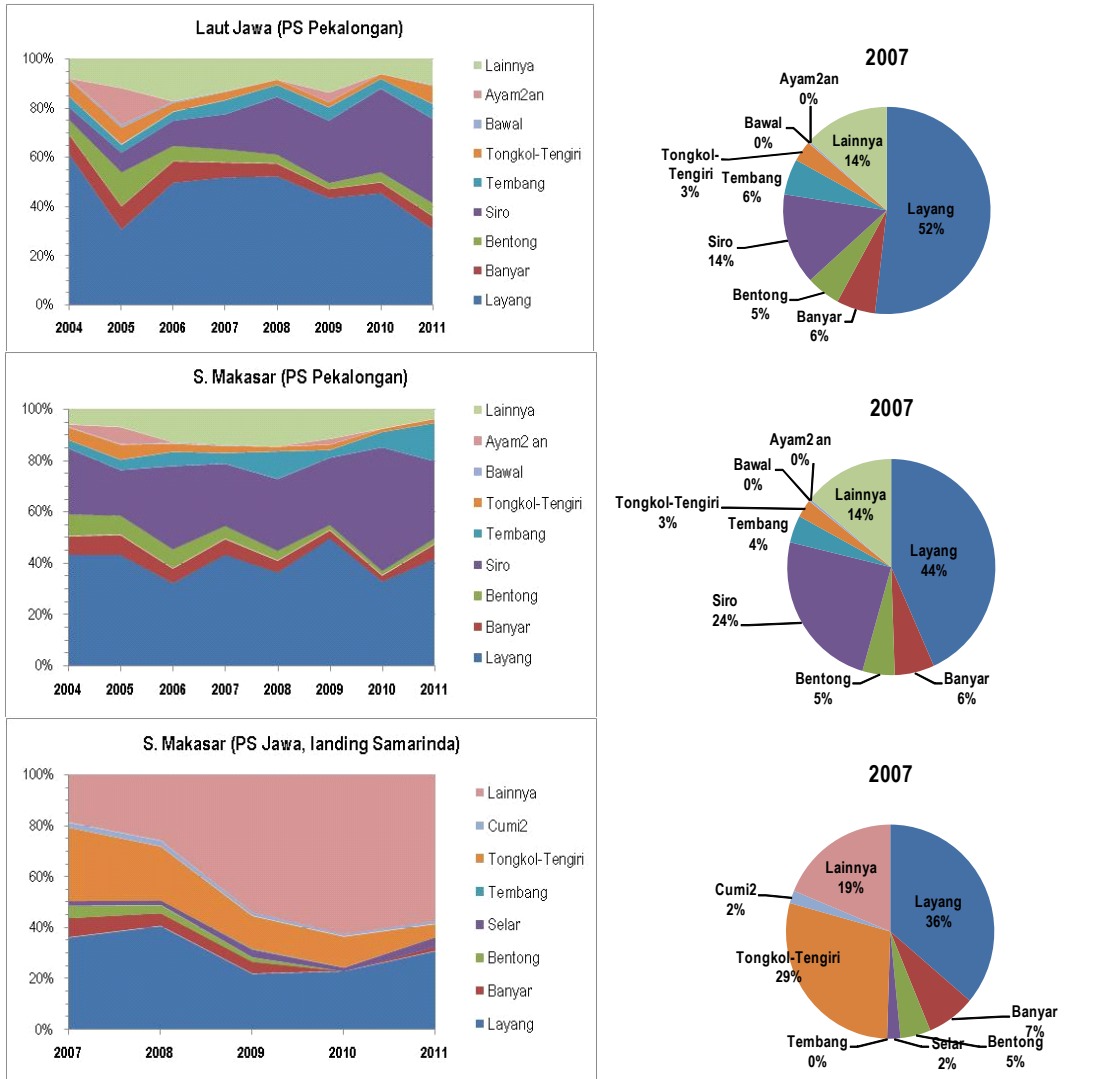 Laut Jawa (PS Pekalongan)
100%
80%
60%
40%
20%
0%
2004 2005 2006 2007 2008 2009 2010 2011
Lainnya
Ayam2an
Bawal
Tongkol-Tengiri
Tembang
Siro
Bentong
Banyar
Layang
2007
Ayam2an
0%
Bawal
0%
Tongkol-
Tengiri
3%
Tembang
6%
Siro
14%
Bentong
5%
Banyar
6%
Lainnya
14%
Layang
52%
S. Makasar (PS Pekalongan)
100%
80%
60%
40%
20%
0%
2004 2005 2006 2007 2008 2009 2010 2011
Lainnya
Ayam2 an
Bawal
Tongkol-Tengiri
Tembang
Siro
Bentong
Banyar
Layang
2007
Ayam2 an
0%
Bawal
0%
Tongkol-Tengiri
3%
Tembang
4%
Siro
24%
Bentong
5%
Banyar
6%
Lainnya
14%
Layang
44%
S. Makasar (PS Jawa, landing Samarinda)
100%
80%
60%
40%
20%
0%
2007 2008 2009 2010 2011
Lainnya
Cumi2
Tongkol-Tengiri
Tembang
Selar
Bentong
Banyar
Layang
2007
Lainnya
19%
Cumi2
2%
Tongkol-Tengiri
29%
Tembang
0%
Selar
2%
Bentong
5%
Banyar
7%
Layang
36%